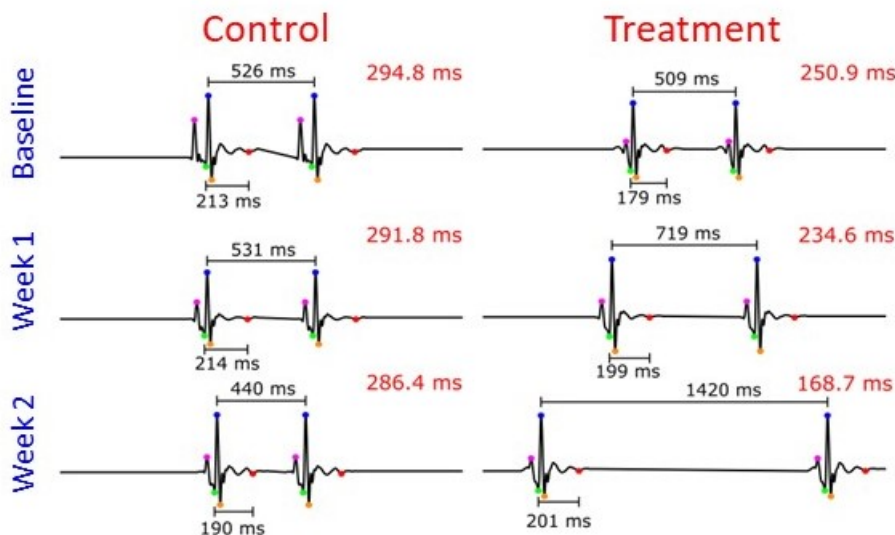 Control
Treatment
Baseline
526 ms
294.8 ms
213 ms
509 ms
250.9 ms
179 ms
Week 1
531 ms
291.8 ms
214 ms
719 ms
234.6 ms
199 ms
Week 2
440 ms
286.4 ms
190 ms
1420 ms
168.7 ms
201 ms